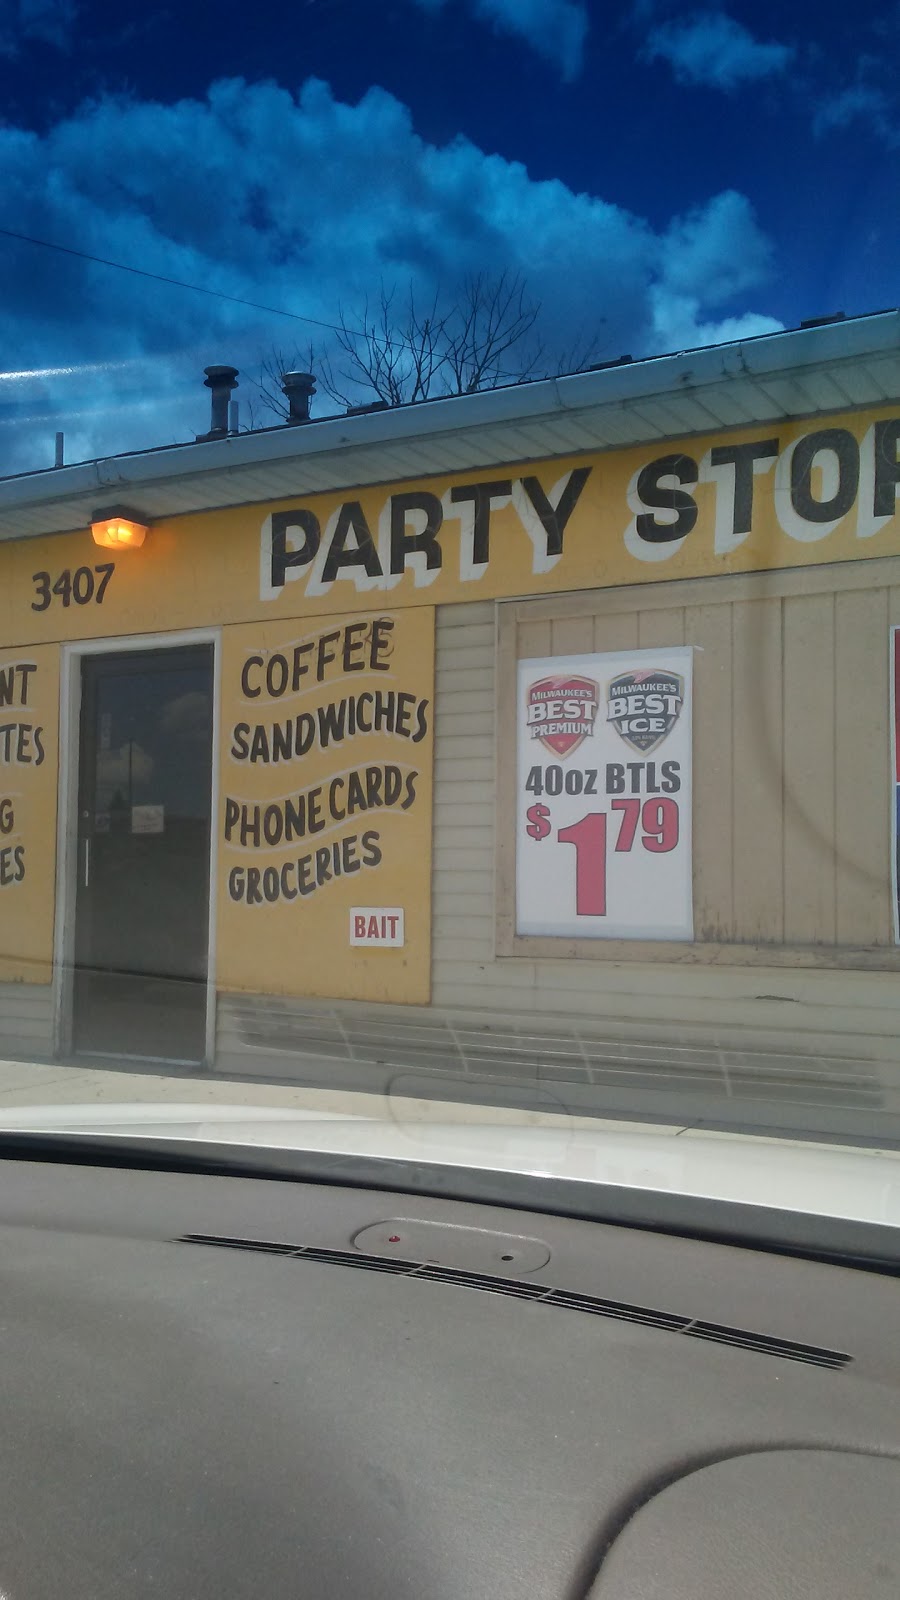 PARTY STOR
3407
NT
TES
G
ES
COFFEE
SANDWICHES
PHONE CARDS
GROCERIES
BAIT
MILWAUKEE'S
BEST
PREMIUM
MILWAUKEE'S
BEST
ICE
40oz BTLS
$1 79